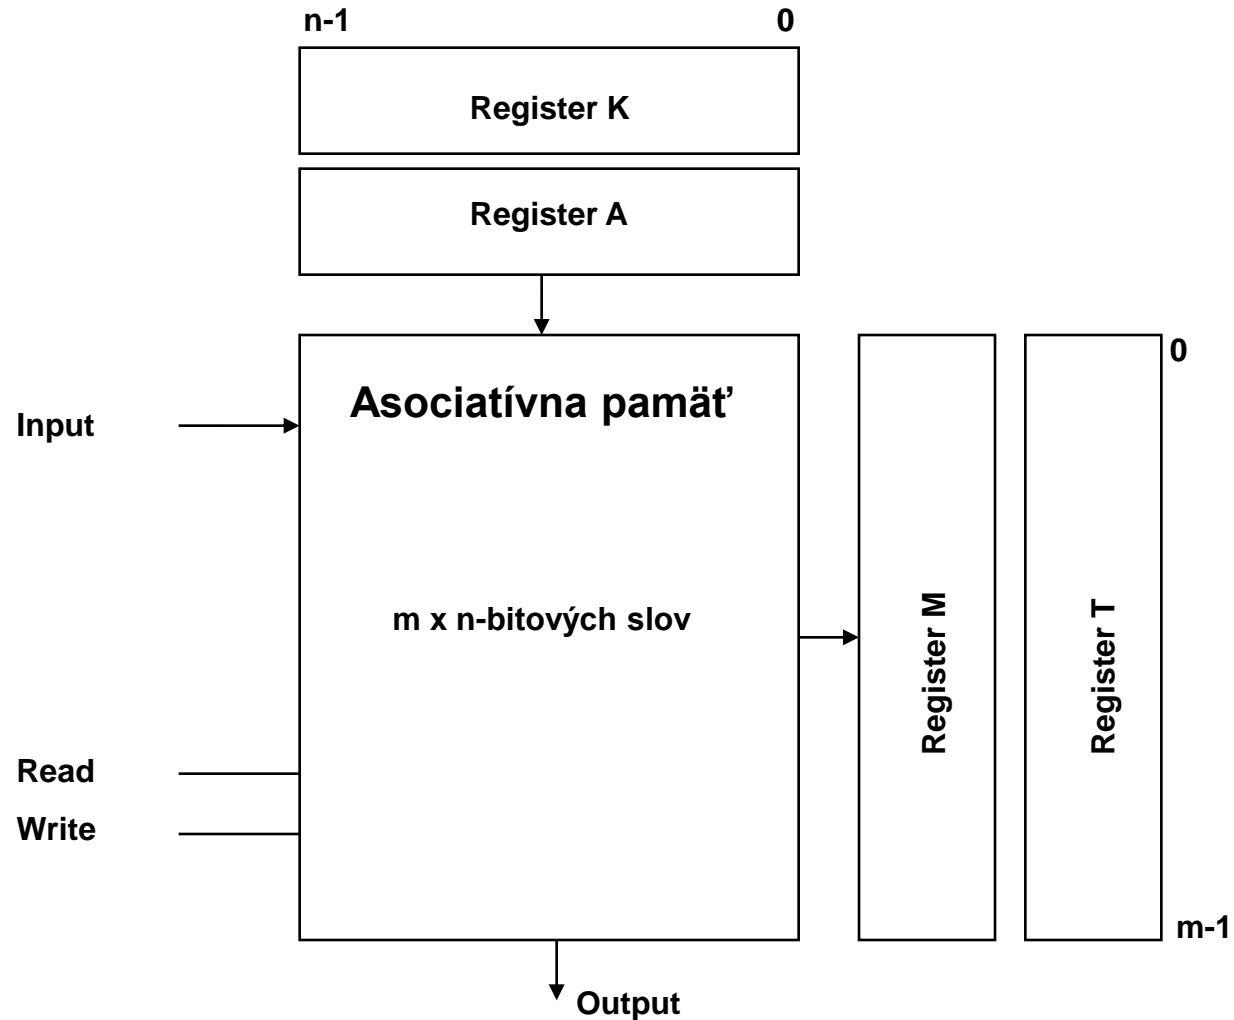 n-1
0
Register K
Register A
0
Asociatívna pamäť
Input
m x n-bitových slov
Register M
Register T
Read
Write
m-1
Output